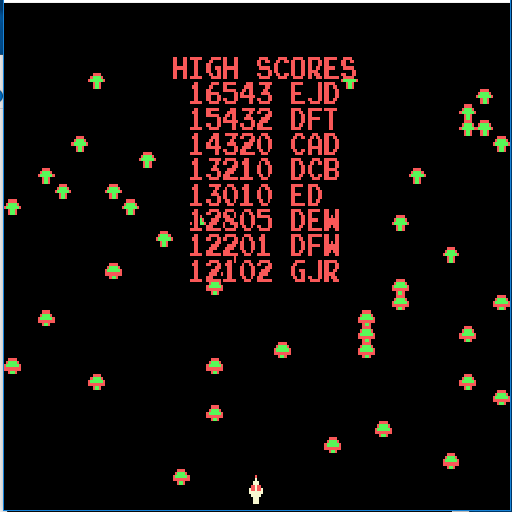 HIGH SCORES
16543 EJD
15432 DFT
14320 CAD
13210 DCB
13010 ED
12805 DEW
12201 DFW
12102 GJR